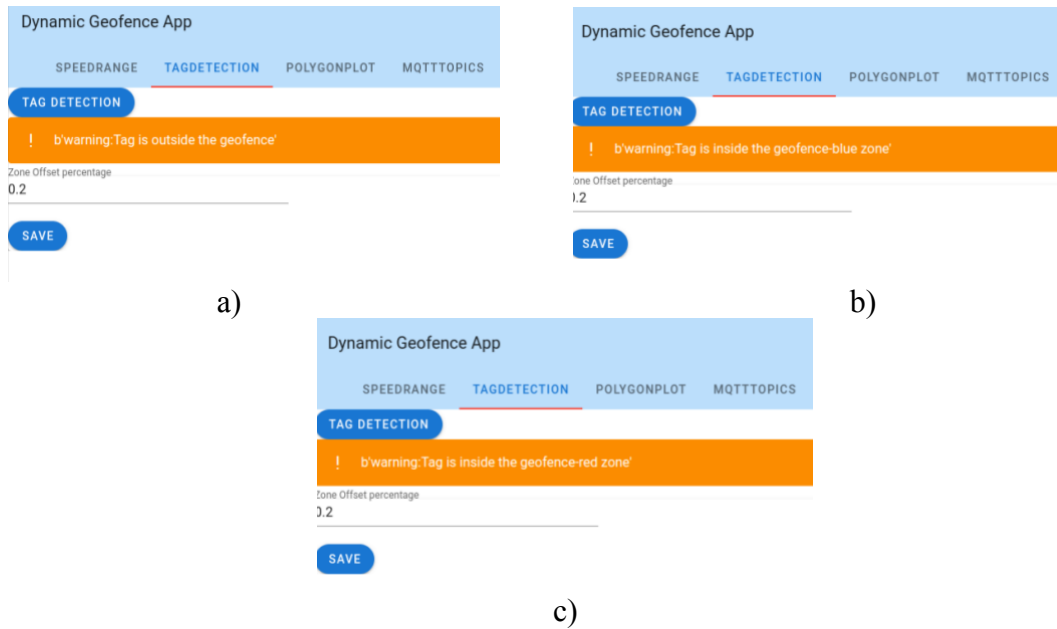 Dynamic Geofence App
SPEEDRANGE TAGDETECTION POLYGONPLOT MQTTTOPICS
TAG DETECTION
! b'warning:Tag is outside the geofence'
Zone Offset percentage
0.2
SAVE
a)
Dynamic Geofence App
SPEEDRANGE TAGDETECTION POLYGONPLOT MQTTTOPICS
TAG DETECTION
! b'warning:Tag is inside the geofence-blue zone'
Zone Offset percentage
0.2
SAVE
b)
Dynamic Geofence App
SPEEDRANGE TAGDETECTION POLYGONPLOT MQTTTOPICS
TAG DETECTION
! b'warning:Tag is inside the geofence-red zone'
Zone Offset percentage
0.2
SAVE
c)